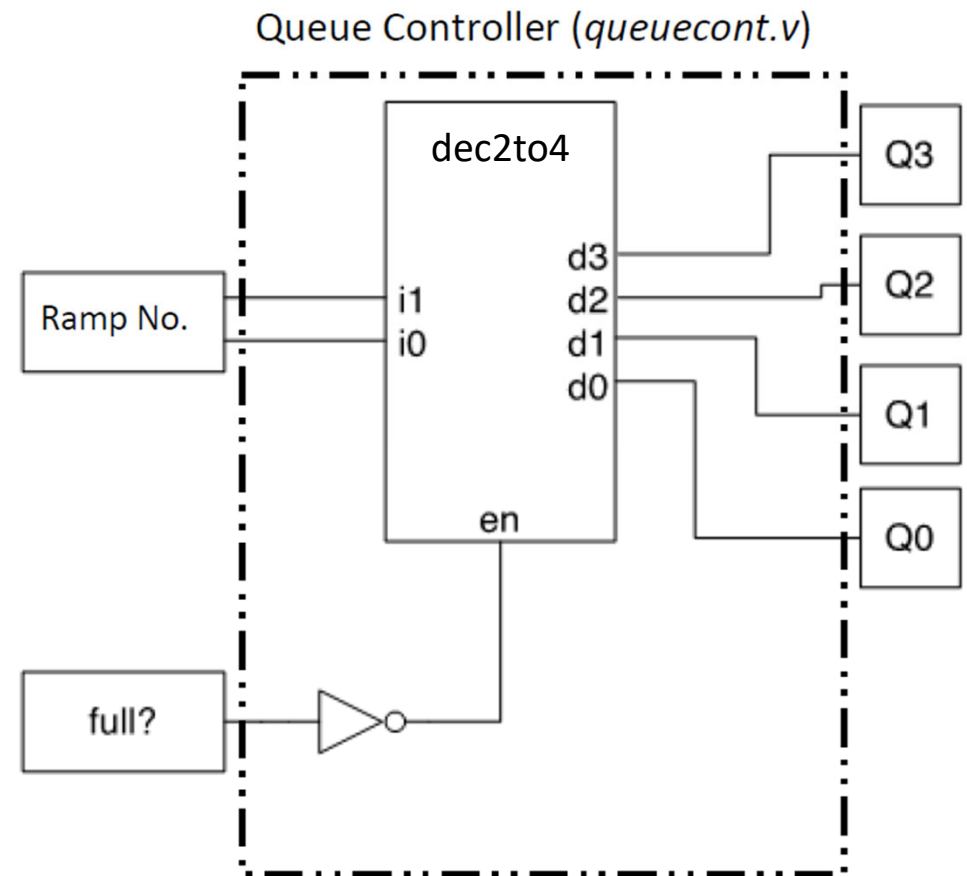 Queue Controller (queuecont.v)
dec2to4
Q3
d3
Q2
Ramp No.
i1
d2
i0
d1
d0
Q1
en
Q0
full?